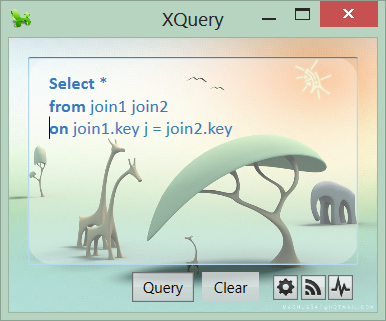 XQuery
Select *
from join1 join2
on join1.key j = join2.key
Query
Clear